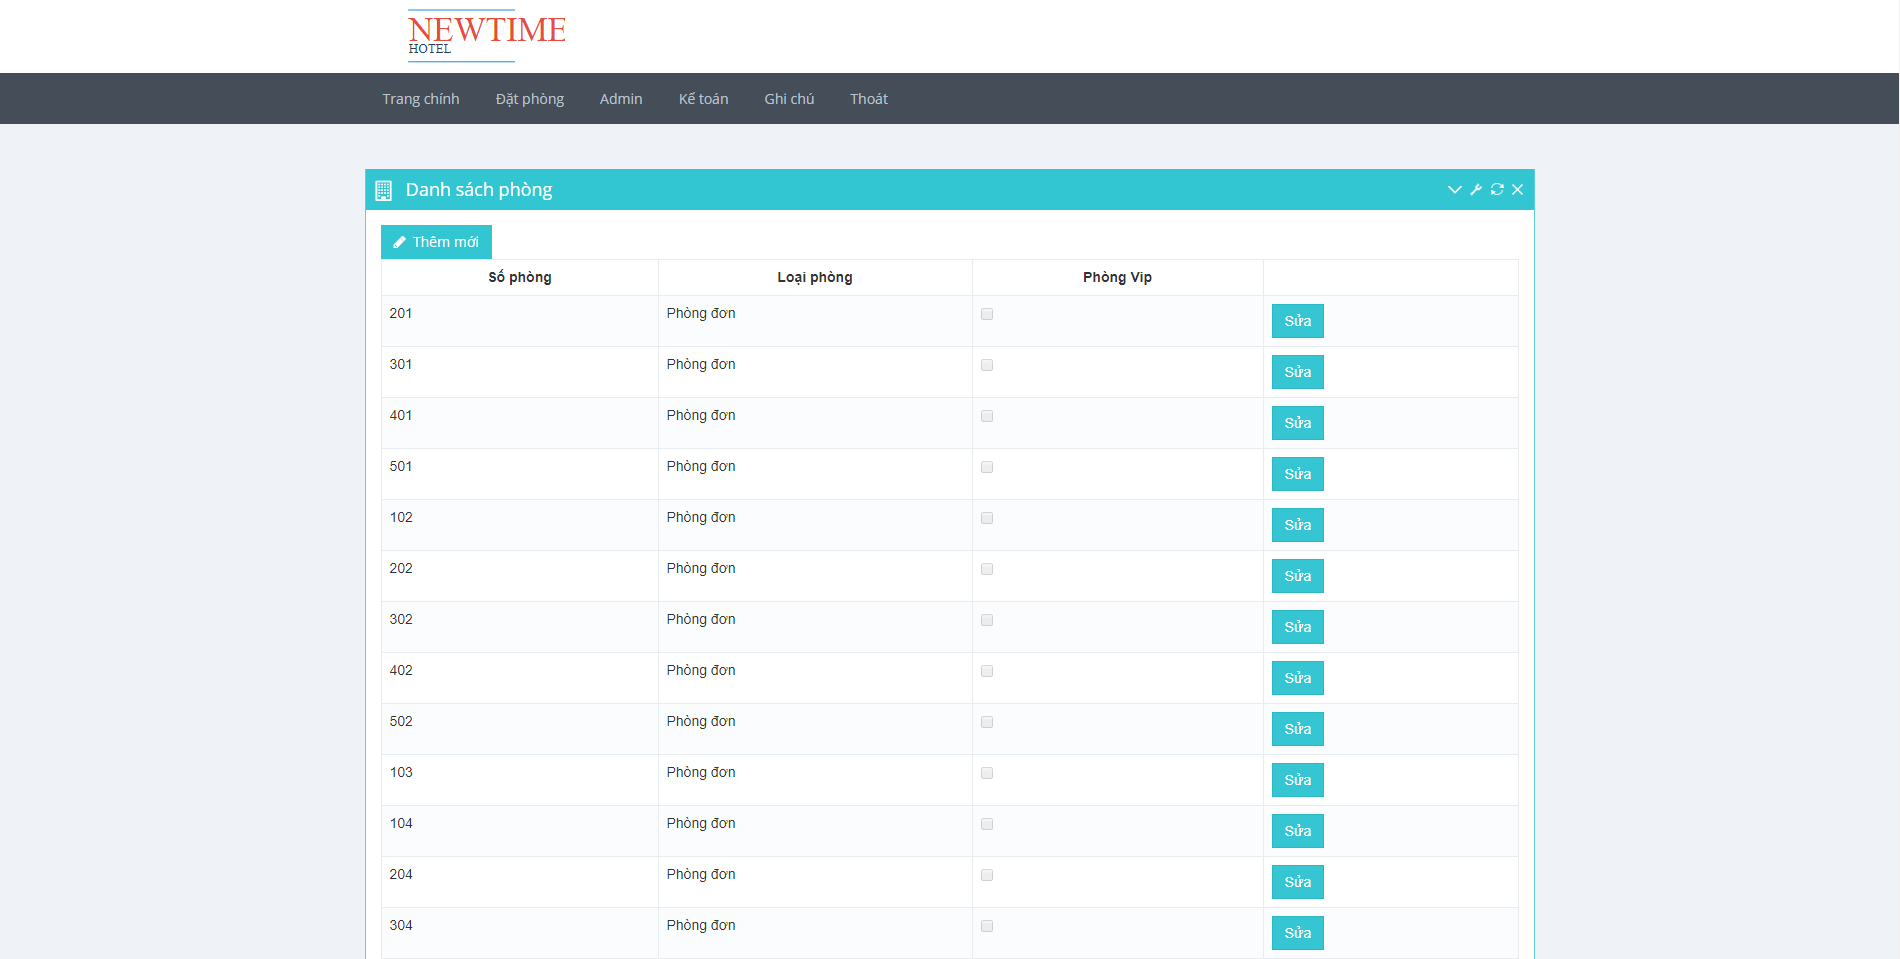 NEWTIME
HOTEL
Trang chính Đặt phòng Admin Kế toán Ghi chú Thoát
Danh sách phòng
Thêm mới
Số phòng Loại phòng Phòng Vip
201 Phòng đơn Sửa
301 Phòng đơn Sửa
401 Phòng đơn Sửa
501 Phòng đơn Sửa
102 Phòng đơn Sửa
202 Phòng đơn Sửa
302 Phòng đơn Sửa
402 Phòng đơn Sửa
502 Phòng đơn Sửa
103 Phòng đơn Sửa
104 Phòng đơn Sửa
204 Phòng đơn Sửa
304 Phòng đơn Sửa